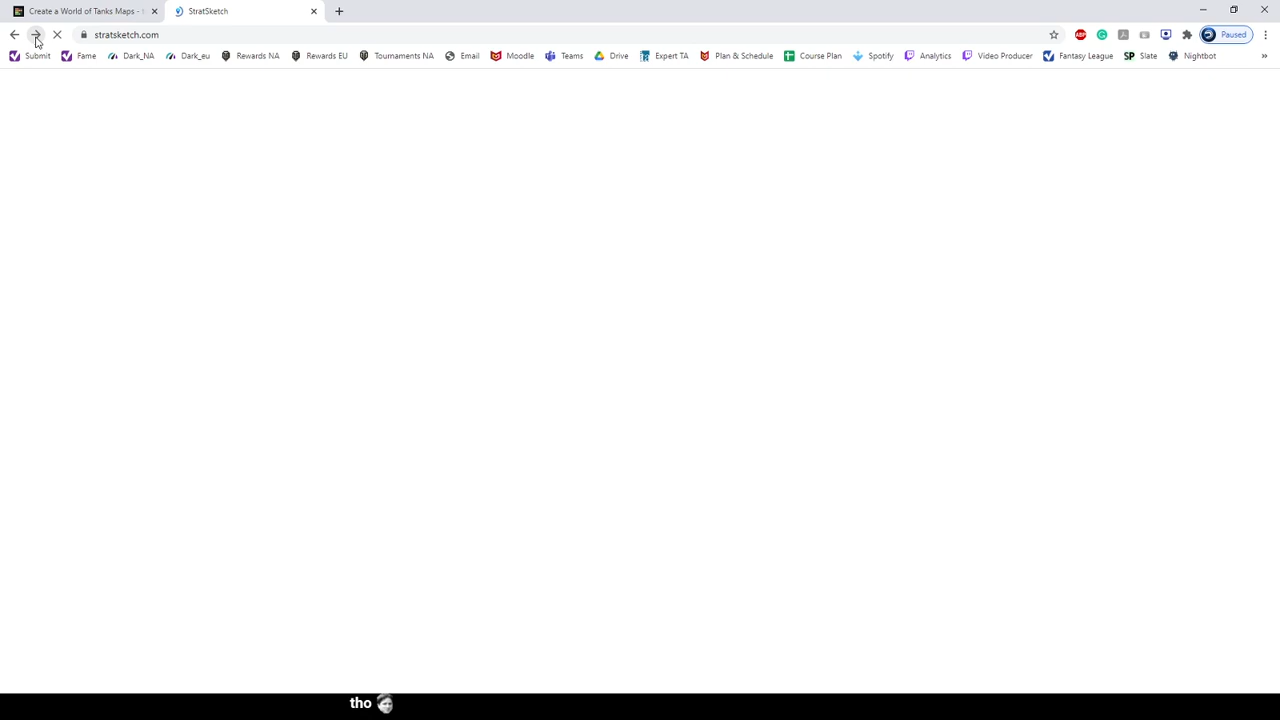 Create a World of Tanks Maps -
StratSketch
stratsketch.com
Paused
Submit
Fame
Dark_NA
Dark_eu
Rewards NA
Rewards EU
Tournaments NA
Email
Moodle
Teams
Drive
Expert TA
Plan & Schedule
Course Plan
Spotify
Analytics
Video Producer
Fantasy League
Slate
Nightbot
ABP
SP
tho